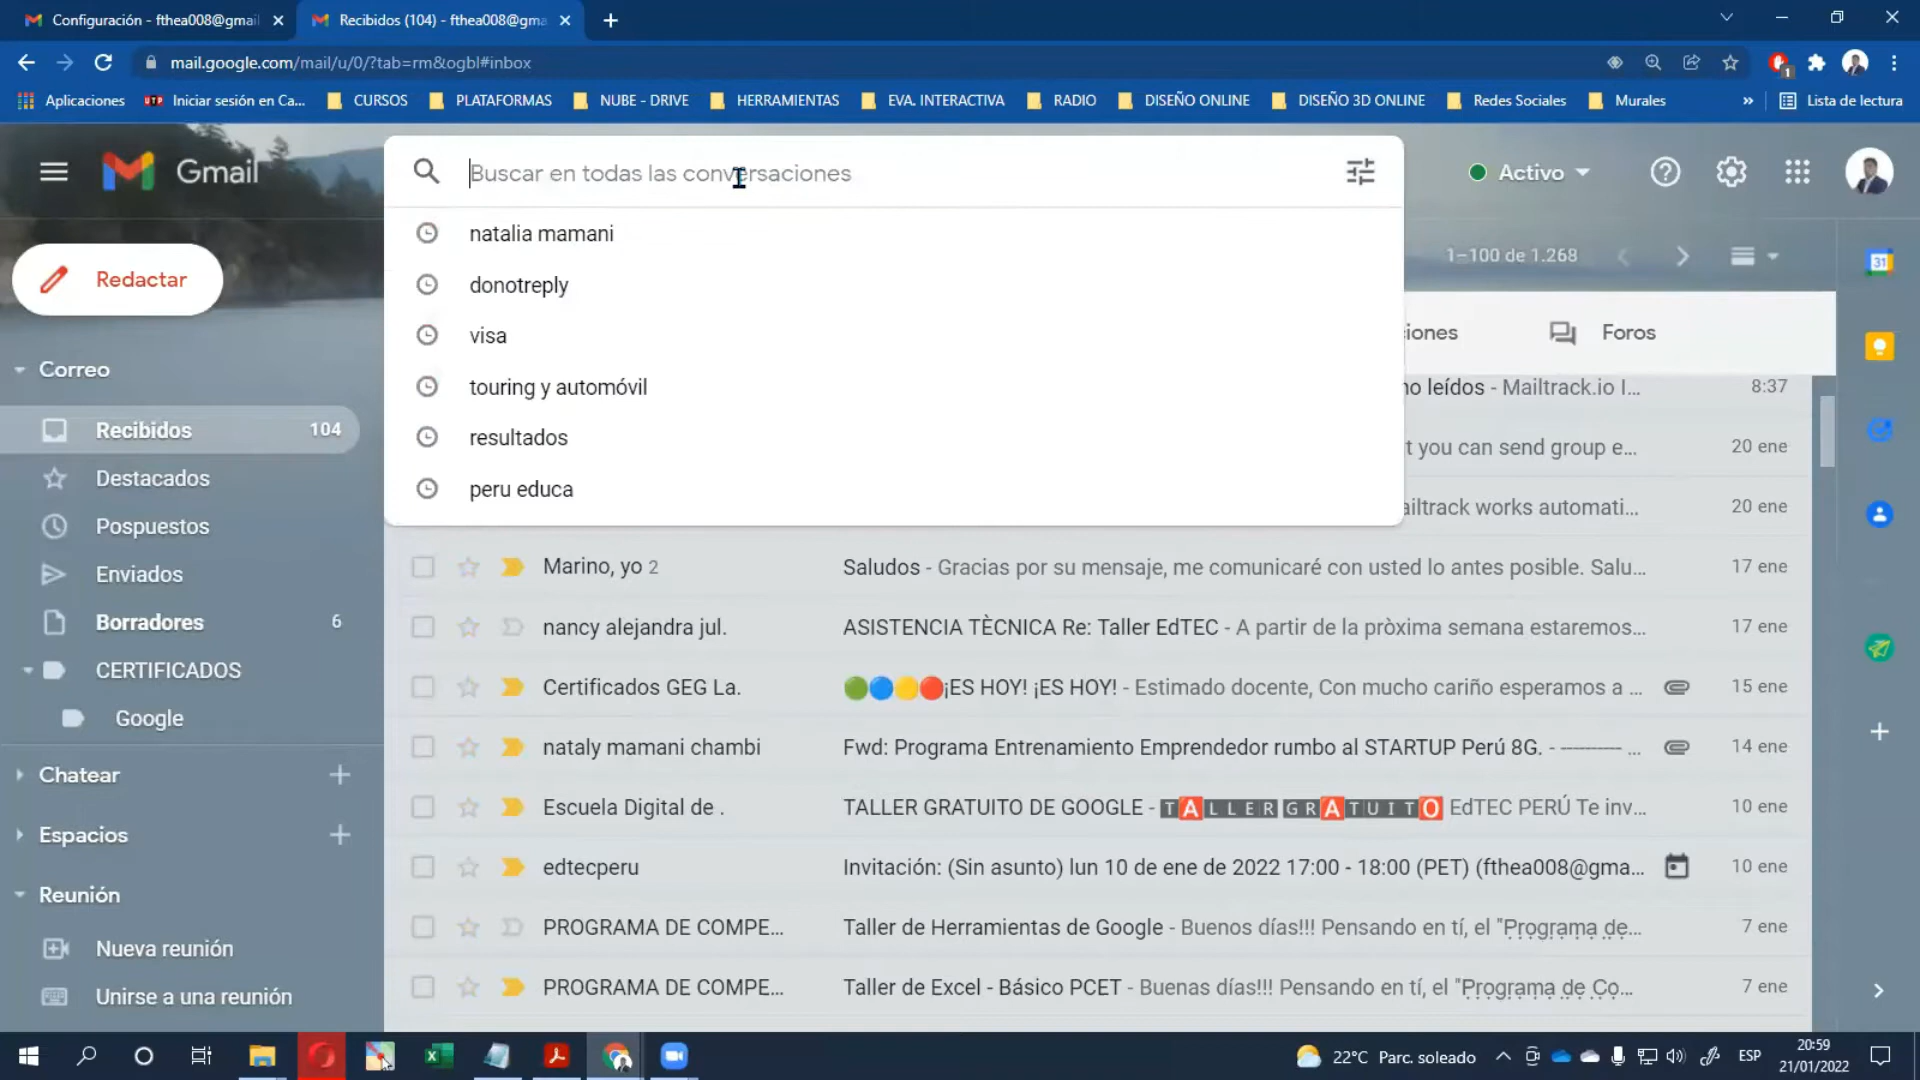 Configuración - fthea008@gmail
Recibidos (104) - fthea008@gma
mail.google.com/mail/u/0/?tab=rm&ogbl#inbox
1
Aplicaciones
UTP Iniciar sesión en Ca...
CURSOS
PLATAFORMAS
NUBE - DRIVE
HERRAMIENTAS
EVA. INTERACTIVA
RADIO
DISEÑO ONLINE
DISEÑO 3D ONLINE
Redes Sociales
Murales
»
Lista de lectura
Gmail
Buscar en todas las conversaciones
Activo
natalia mamani
donotreply
visa
touring y automóvil
resultados
peru educa
1–100 de 1.268
31
Redactar
ciones
Foros
Correo
Recibidos 104
Destacados
Pospuestos
Enviados
Borradores 6
CERTIFICADOS
Google
Chatear
Espacios
Reunión
Nueva reunión
Unirse a una reunión
no leídos - Mailtrack.io I... 8:37
t you can send group e... 20 ene
ailtrack works automati... 20 ene
Marino, yo 2 Saludos - Gracias por su mensaje, me comunicaré con usted lo antes posible. Salu... 17 ene
nancy alejandra jul. ASISTENCIA TÈCNICA Re: Taller EdTEC - A partir de la pròxima semana estaremos... 17 ene
Certificados GEG La. 🟢🔵🟡🔴¡ES HOY! ¡ES HOY! - Estimado docente, Con mucho cariño esperamos a ... 15 ene
nataly mamani chambi Fwd: Programa Entrenamiento Emprendedor rumbo al STARTUP Perú 8G. - ---------- ... 14 ene
Escuela Digital de . TALLER GRATUITO DE GOOGLE - TALLER GRATUITO EdTEC PERÚ Te inv... 10 ene
edtecperu Invitación: (Sin asunto) lun 10 de ene de 2022 17:00 - 18:00 (PET) (fthea008@gma... 10 ene
PROGRAMA DE COMPE... Taller de Herramientas de Google - Buenos días!!! Pensando en tí, el "Programa de... 7 ene
PROGRAMA DE COMPE... Taller de Excel - Básico PCET - Buenas días!!! Pensando en tí, el "Programa de Co... 7 ene
22°C Parc. soleado
ESP
20:59
21/01/2022